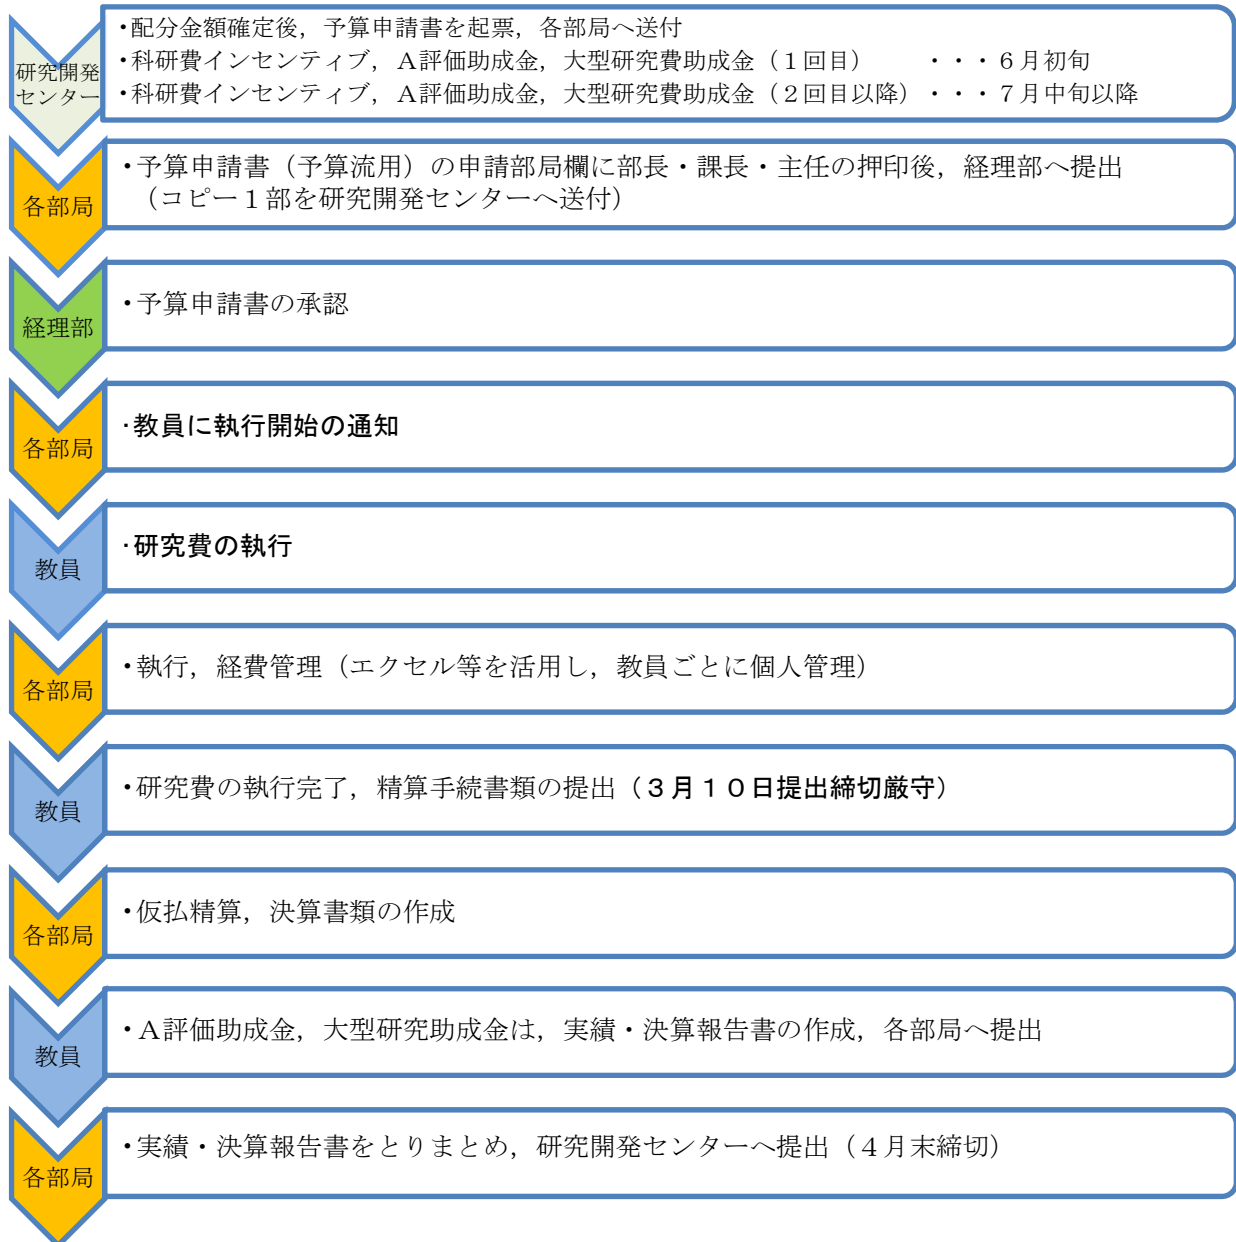 研究開発
センター
・配分金額確定後，予算申請書を起票，各部局へ送付
・科研費インセンティブ，Ａ評価助成金，大型研究費助成金（１回目）　　　・・・６月初旬
・科研費インセンティブ，Ａ評価助成金，大型研究費助成金（２回目以降）・・・７月中旬以降
各部局
・予算申請書（予算流用）の申請部局欄に部長・課長・主任の押印後，経理部へ提出
（コピー１部を研究開発センターへ送付）
経理部
・予算申請書の承認
各部局
・教員に執行開始の通知
教員
・研究費の執行
各部局
・執行，経費管理（エクセル等を活用し，教員ごとに個人管理）
教員
・研究費の執行完了，精算手続書類の提出（３月１０日提出締切厳守）
各部局
・仮払精算，決算書類の作成
教員
・Ａ評価助成金，大型研究助成金は，実績・決算報告書の作成，各部局へ提出
各部局
・実績・決算報告書をとりまとめ，研究開発センターへ提出（４月末締切）